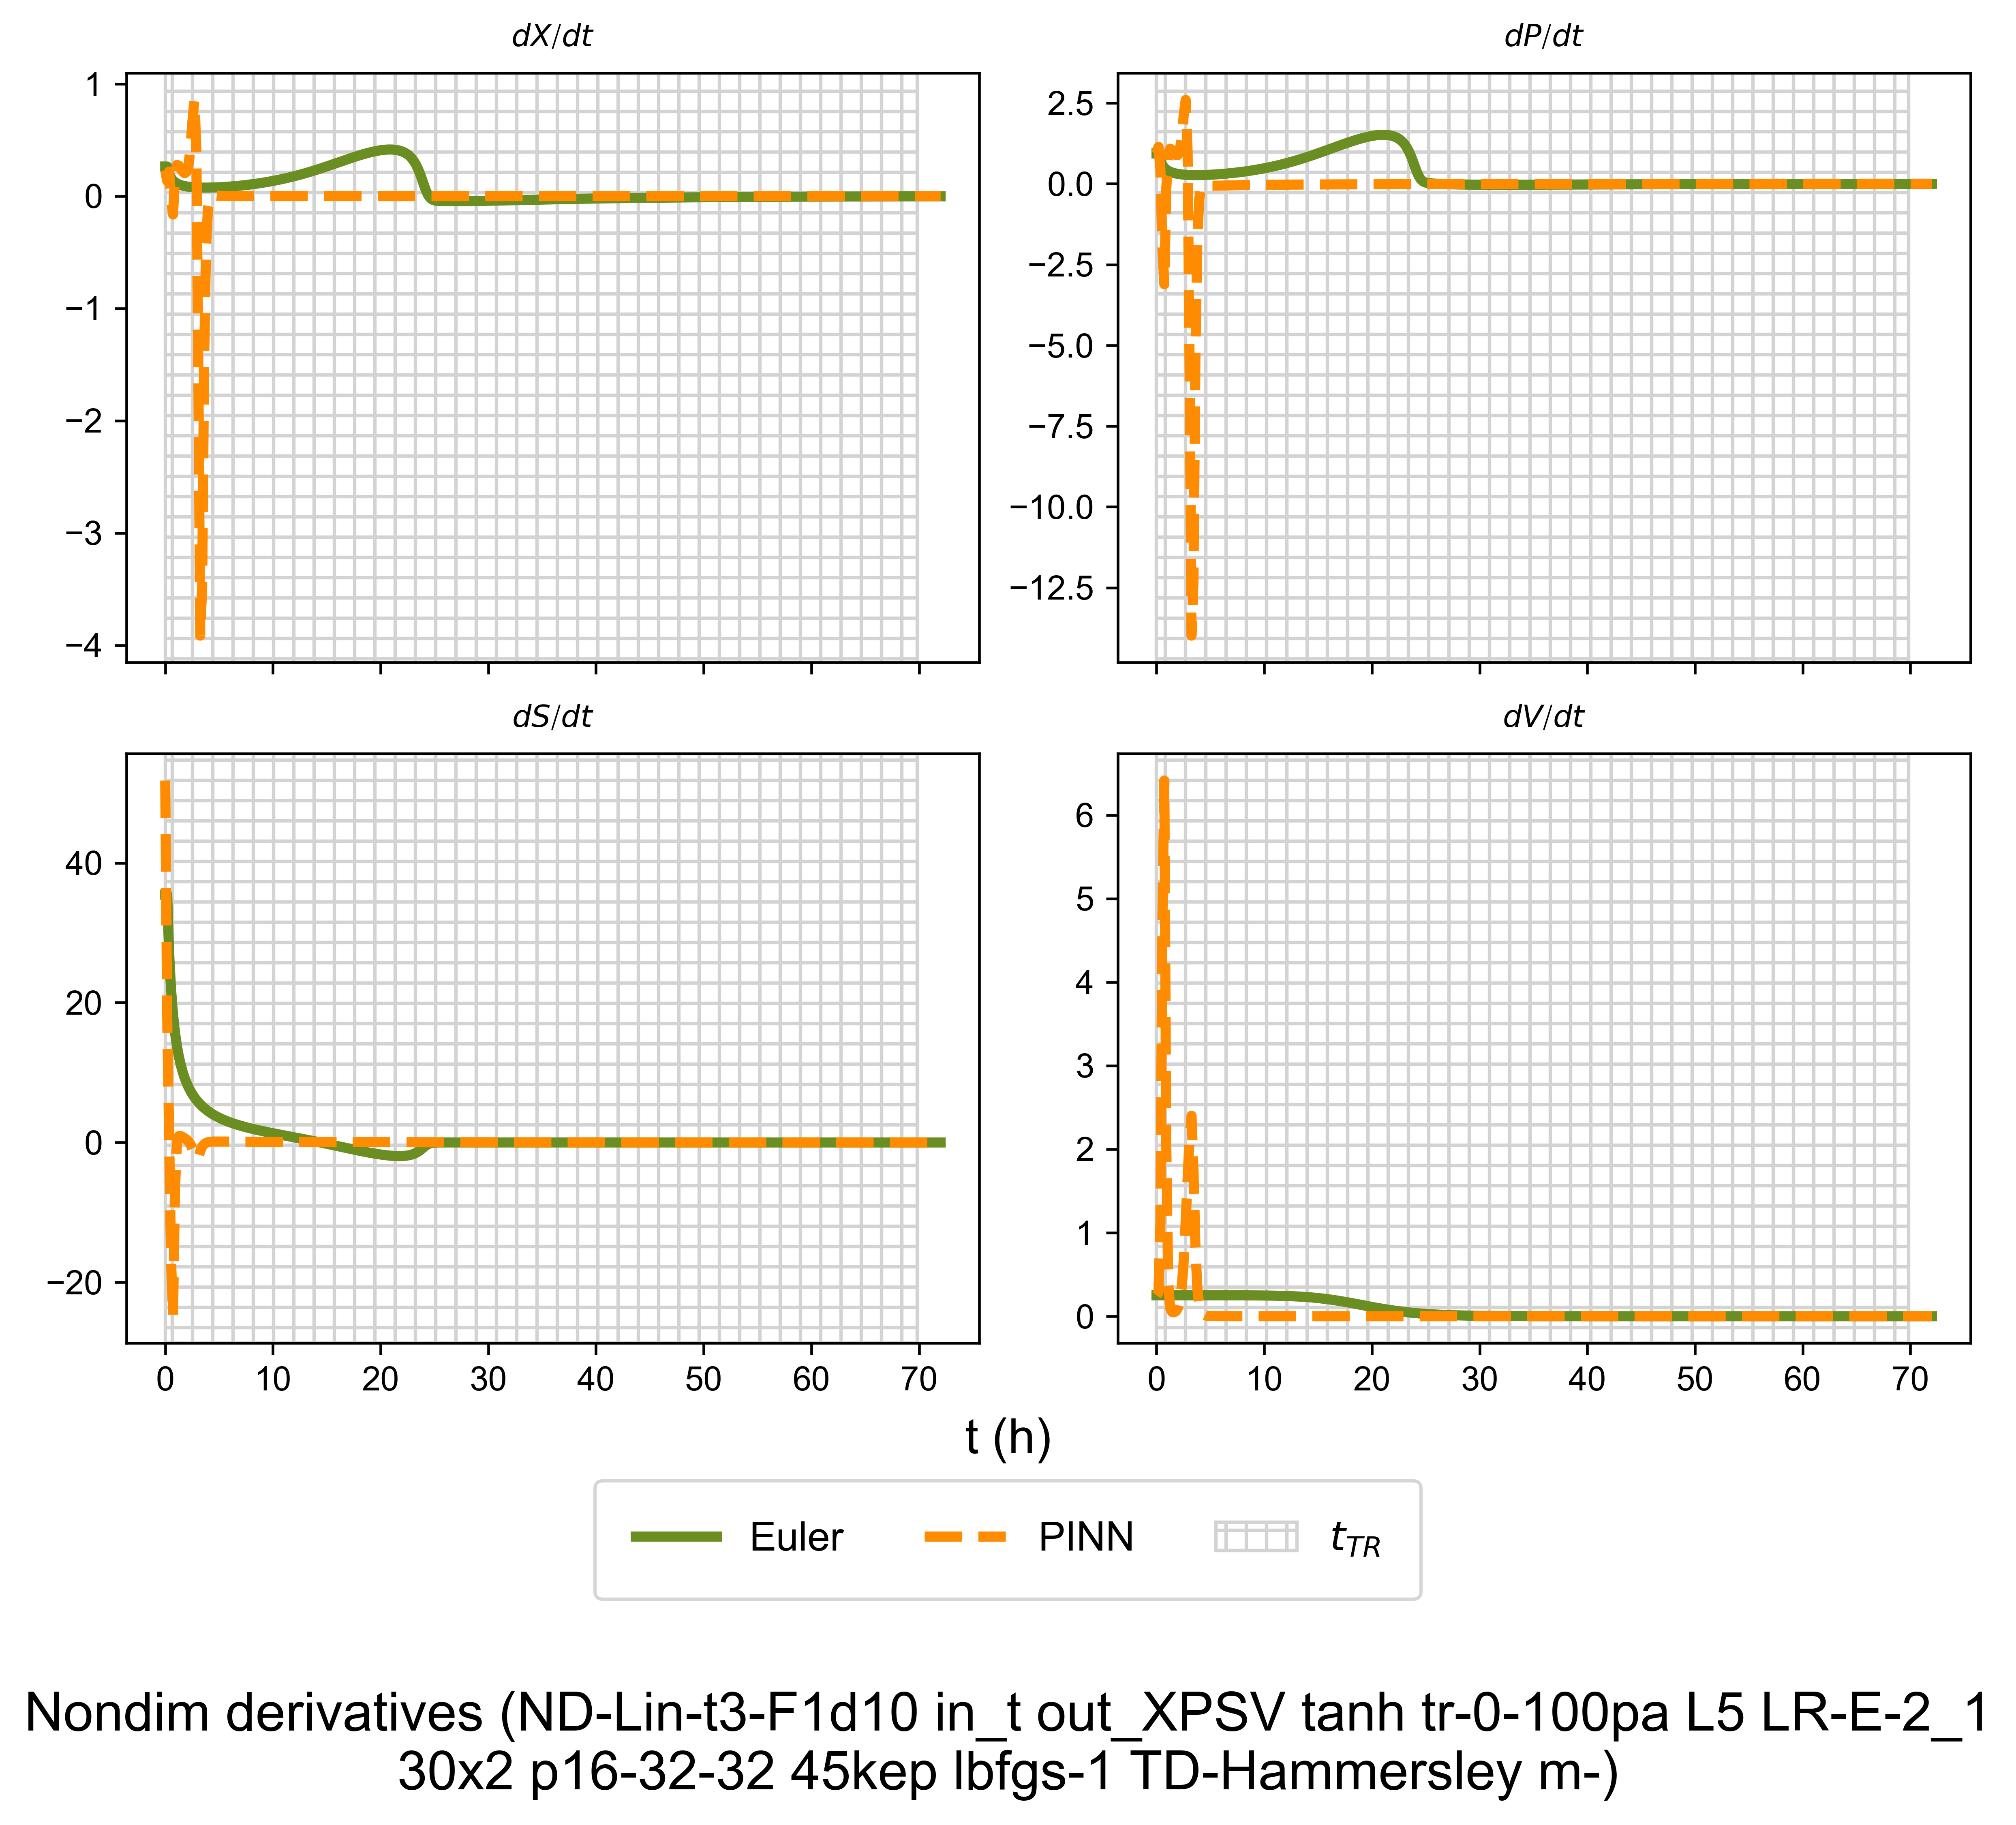 dX/dt
dP/dt
1
0
−1
−2
−3
−4
2.5
0.0
−2.5
−5.0
−7.5
−10.0
−12.5
dS/dt
dV/dt
40
20
0
−20
6
5
4
3
2
1
0
0 10 20 30 40 50 60 70
0 10 20 30 40 50 60 70
t (h)
Euler PINN t_TR
Nondim derivatives (ND-Lin-t3-F1d10 in_t out_XPSV tanh tr-0-100pa L5 LR-E-2_1
30x2 p16-32-32 45kep lbfgs-1 TD-Hammersley m-)